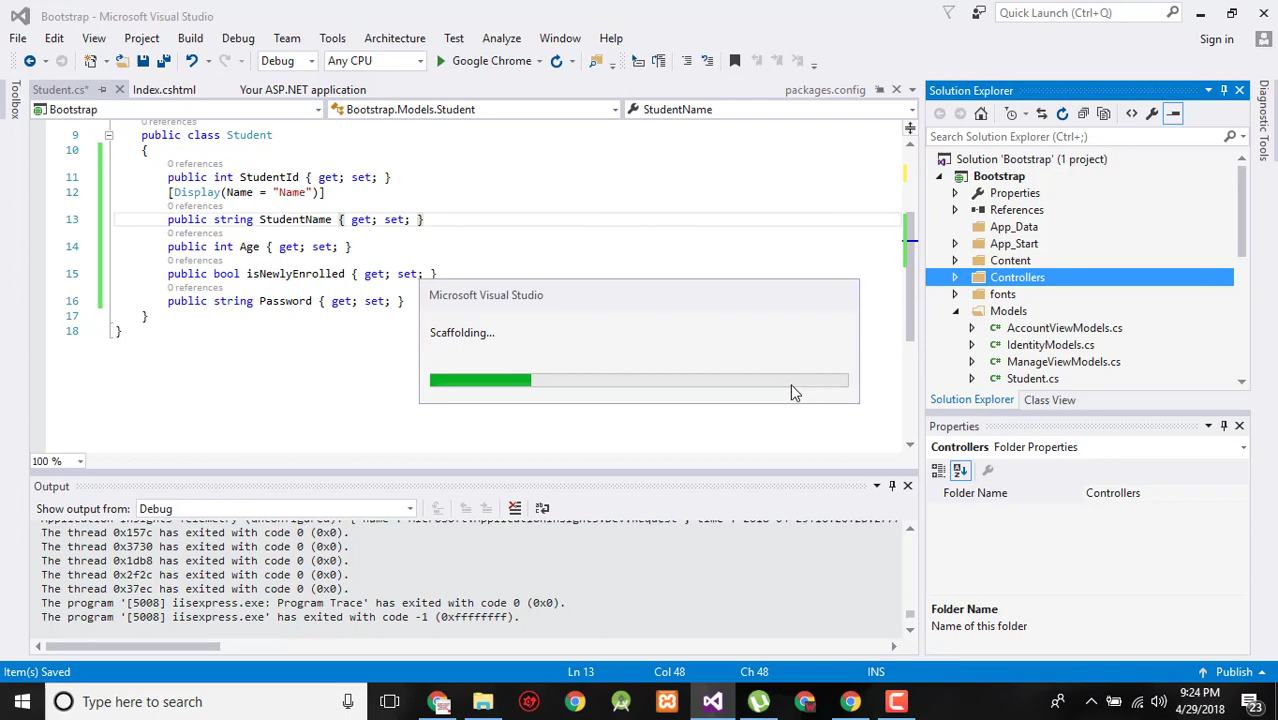 Bootstrap - Microsoft Visual Studio
Quick Launch (Ctrl+Q)
File Edit View Project Build Debug Team Tools Architecture Test Analyze Window Help
Sign in
Debug Any CPU Google Chrome
Student.cs* Index.cshtml Your ASP.NET application packages.config
Bootstrap Bootstrap.Models.Student StudentName
0 references
9 public class Student
10 {
0 references
11 public int StudentId { get; set; }
12 [Display(Name = "Name")]
0 references
13 public string StudentName { get; set; }
0 references
14 public int Age { get; set; }
0 references
15 public bool isNewlyEnrolled { get; set; }
0 references
16 public string Password { get; set; }
17 }
18 }
Microsoft Visual Studio
Scaffolding...
100 %
Toolbox
Output
Show output from: Debug
The thread 0x157c has exited with code 0 (0x0).
The thread 0x3730 has exited with code 0 (0x0).
The thread 0x1db8 has exited with code 0 (0x0).
The thread 0x2f2c has exited with code 0 (0x0).
The thread 0x37ec has exited with code 0 (0x0).
The program '[5008] iisexpress.exe: Program Trace' has exited with code 0 (0x0).
The program '[5008] iisexpress.exe' has exited with code -1 (0xffffffff).
Solution Explorer
Search Solution Explorer (Ctrl+;)
Solution 'Bootstrap' (1 project)
Bootstrap
Properties
References
App_Data
App_Start
Content
Controllers
fonts
Models
C# AccountViewModels.cs
C# IdentityModels.cs
C# ManageViewModels.cs
C# Student.cs
Solution Explorer Class View
Diagnostic Tools
Properties
Controllers Folder Properties
Folder Name Controllers
Folder Name
Name of this folder
Item(s) Saved Ln 13 Col 48 Ch 48 INS Publish
Type here to search
9:24 PM
4/29/2018
23